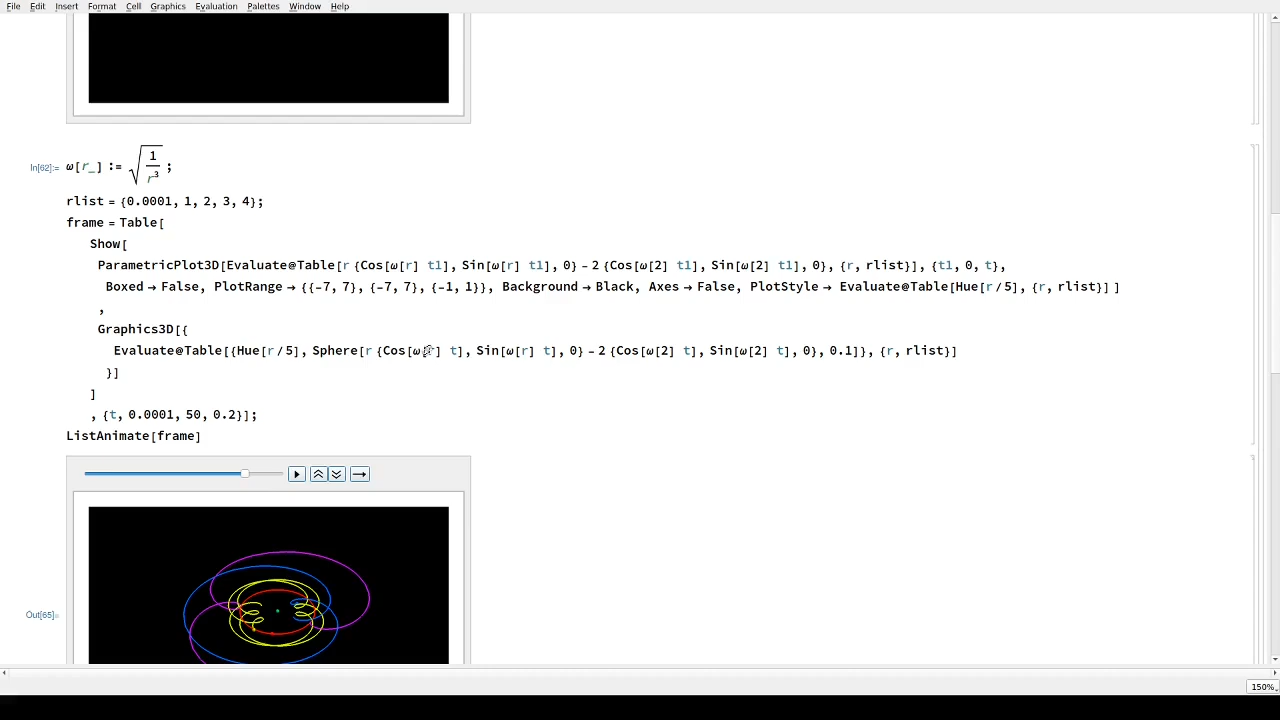 File Edit Insert Format Cell Graphics Evaluation Palettes Window Help
In[62]:= ω[r_] := √(1/r³) ;
rlist = {0.0001, 1, 2, 3, 4};
frame = Table[
Show[
ParametricPlot3D[Evaluate@Table[r {Cos[ω[r] t1], Sin[ω[r] t1], 0} - 2 {Cos[ω[2] t1], Sin[ω[2] t1], 0}, {r, rlist}], {t1, 0, t},
Boxed → False, PlotRange → {{-7, 7}, {-7, 7}, {-1, 1}}, Background → Black, Axes → False, PlotStyle → Evaluate@Table[Hue[r / 5], {r, rlist}] ]
,
Graphics3D[{
Evaluate@Table[{Hue[r / 5], Sphere[r {Cos[ω[r] t], Sin[ω[r] t], 0} - 2 {Cos[ω[2] t], Sin[ω[2] t], 0}, 0.1]}, {r, rlist}]
}]
]
, {t, 0.0001, 50, 0.2}];
ListAnimate[frame]
Out[65]=
150%